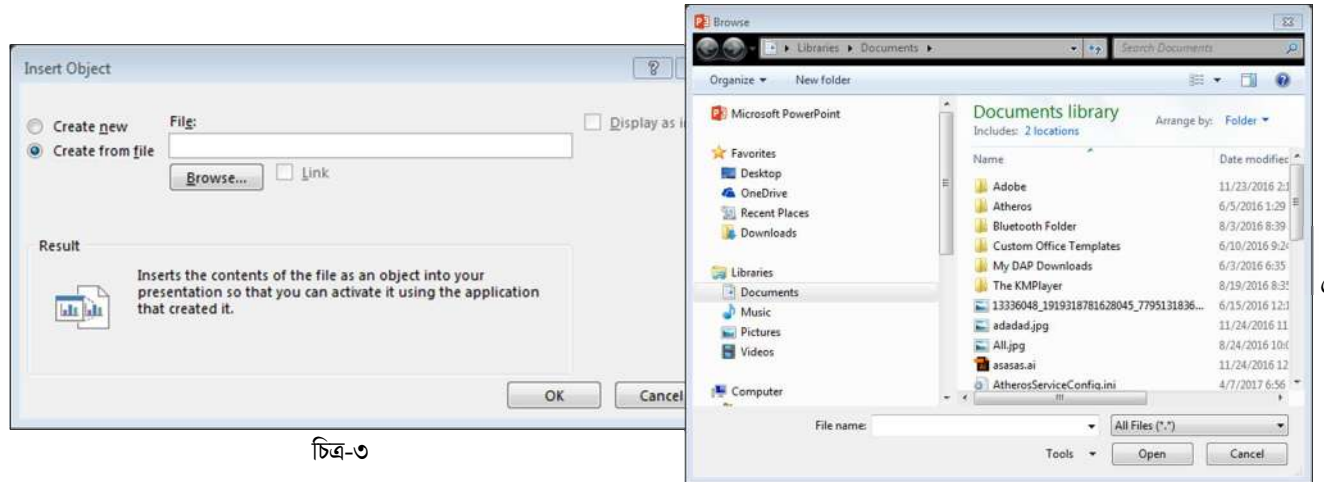 Insert Object
Create new
File:
Display as i
Create from file
Browse...
Link
Result
Inserts the contents of the file as an object into your
presentation so that you can activate it using the application
that created it.
OK
Cancel
চিত্র-৩
Browse
Libraries
Documents
Search Documents
Organize
New folder
Microsoft PowerPoint
Favorites
Desktop
OneDrive
Recent Places
Downloads
Libraries
Documents
Music
Pictures
Videos
Computer
Documents library
Includes: 2 locations
Arrange by: Folder
Name Date modified
Adobe 11/23/2016 2:1
Atheros 6/5/2016 1:29
Bluetooth Folder 8/3/2016 8:39
Custom Office Templates 6/10/2016 9:24
My DAP Downloads 6/3/2016 6:35
The KMPlayer 8/19/2016 8:35
13336048_1919318781628045_7795131836... 6/15/2016 12:1
adadad.jpg 11/24/2016 11
All.jpg 8/24/2016 10:0
asasas.ai 11/24/2016 12
AtherosServiceConfig.ini 4/7/2017 6:56
File name:
All Files (*.*)
Tools
Open
Cancel